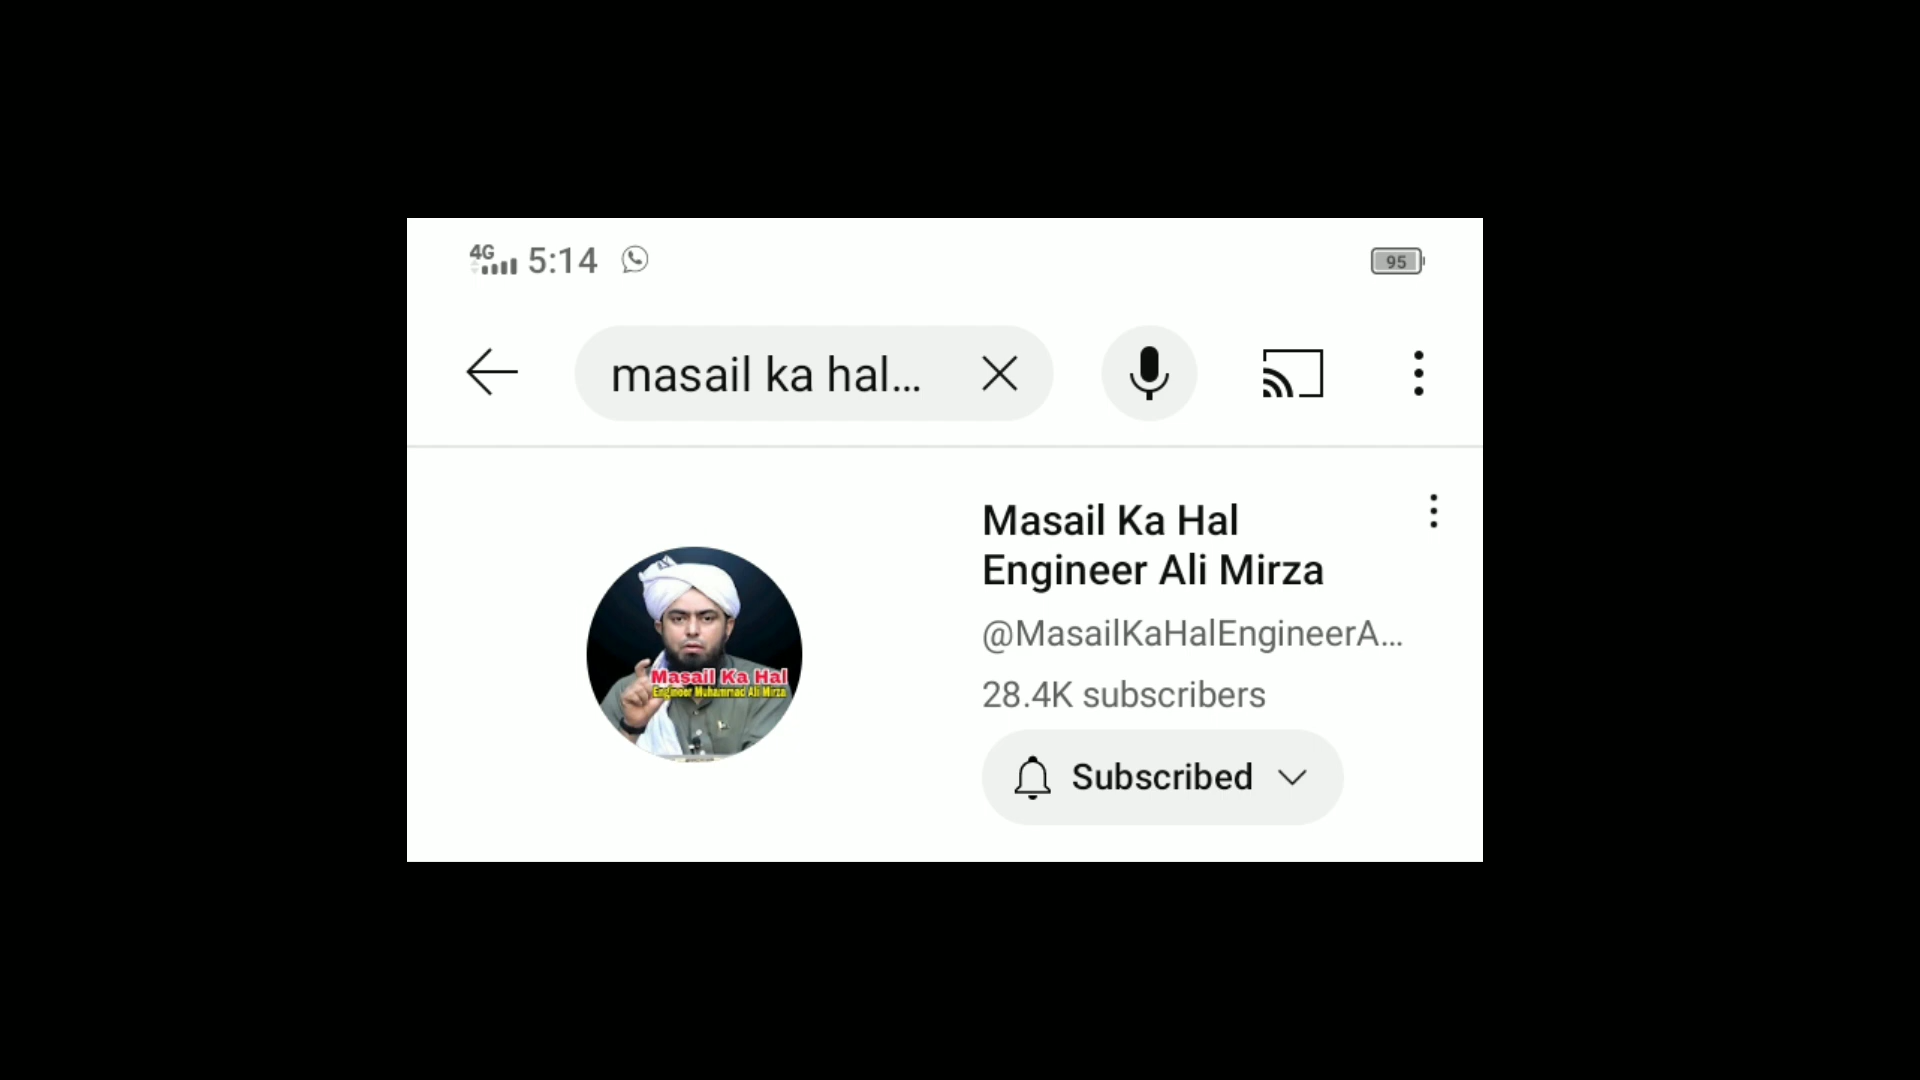 4G 5:14
95
masail ka hal...
Masail Ka Hal
Engineer Ali Mirza
@MasailKaHalEngineerA...
28.4K subscribers
Subscribed
Masail Ka Hal
Engineer Muhammad Ali Mirza